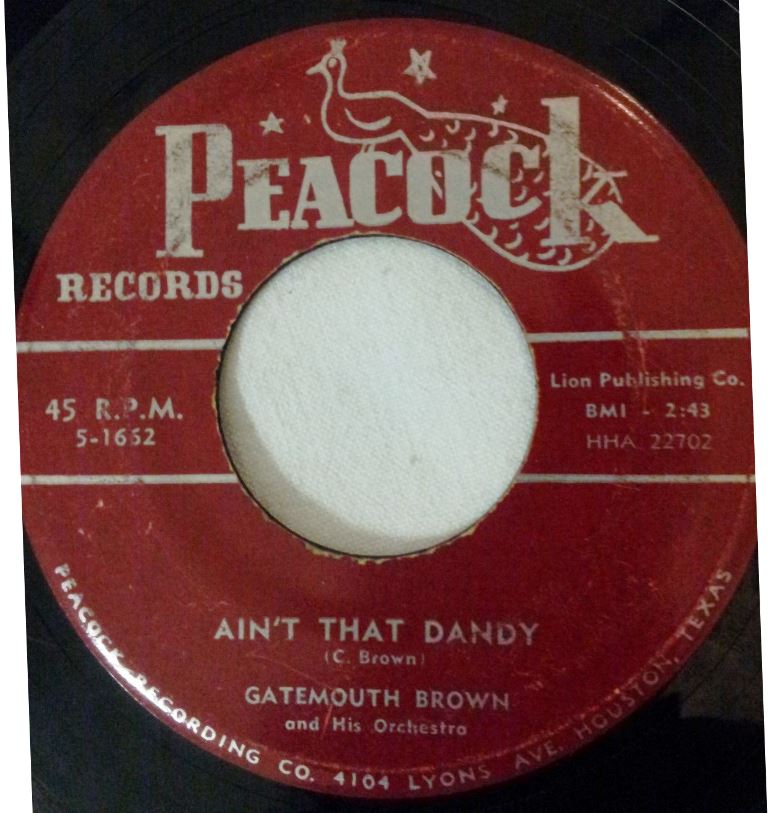 PEACOCK
RECORDS
45 R.P.M.
5-1662
Lion Publishing Co.
BMI - 2:43
HHA 22702
AIN'T THAT DANDY
(C. Brown)
GATEMOUTH BROWN
and His Orchestra
PEACOCK RECORDING CO. 4104 LYONS AVE. HOUSTON, TEXAS